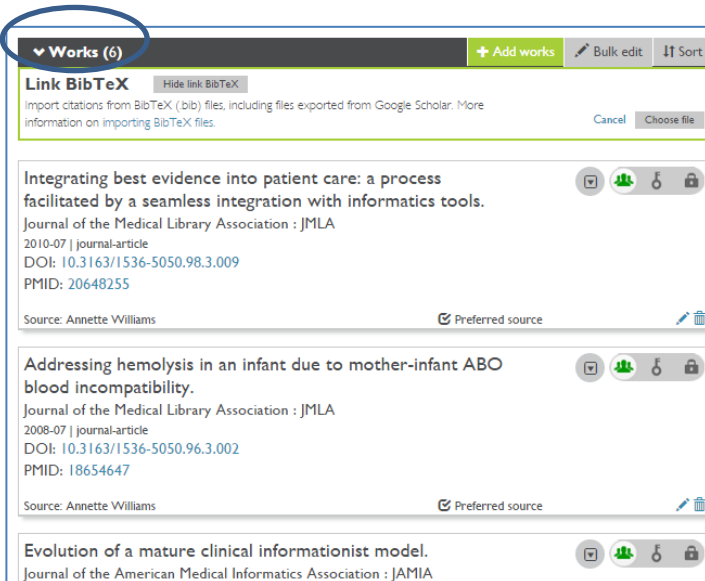 Works (6)
Add works
Bulk edit
Sort
Link BibTeX
Hide link BibTeX
Import citations from BibTeX (.bib) files, including files exported from Google Scholar. More
information on importing BibTeX files.
Cancel
Choose file
Integrating best evidence into patient care: a process
facilitated by a seamless integration with informatics tools.
Journal of the Medical Library Association : JMLA
2010-07 | journal-article
DOI: 10.3163/1536-5050.98.3.009
PMID: 20648255
Source: Annette Williams
Preferred source
Addressing hemolysis in an infant due to mother-infant ABO
blood incompatibility.
Journal of the Medical Library Association : JMLA
2008-07 | journal-article
DOI: 10.3163/1536-5050.96.3.002
PMID: 18654647
Source: Annette Williams
Preferred source
Evolution of a mature clinical informationist model.
Journal of the American Medical Informatics Association : JAMIA